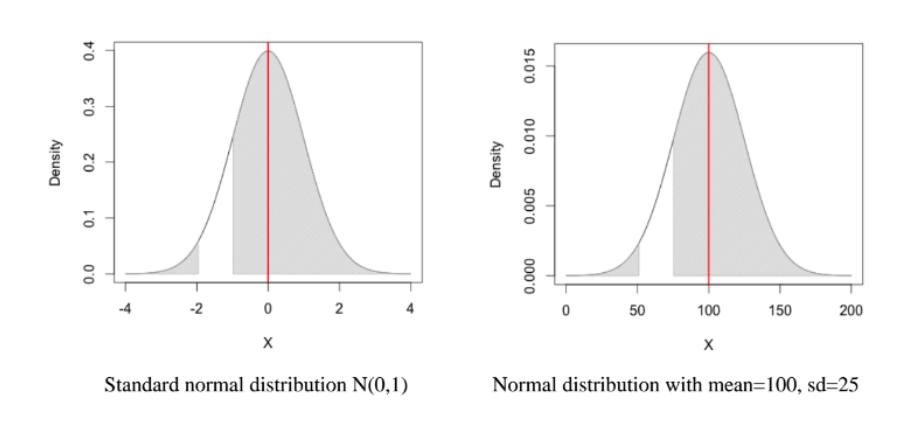 0.4
0.3
0.2
0.1
0.0
Density
-4 -2 0 2 4
X
Standard normal distribution N(0,1)
0.015
0.010
0.005
0.000
Density
0 50 100 150 200
X
Normal distribution with mean=100, sd=25